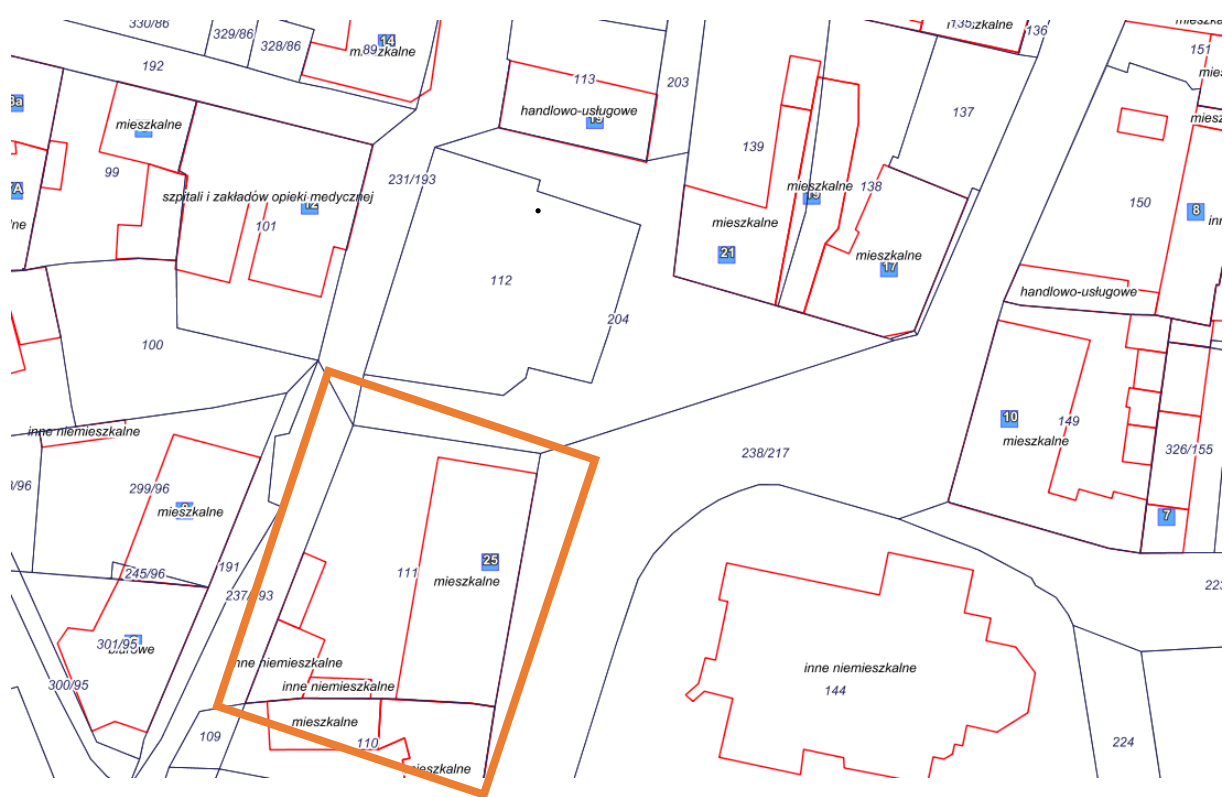 330/86
329/86
328/86
14
89
135
136
151
192
113
203
137
handlowo-usługowe
mieszkalne
139
99
mieszkalne
138
szpitali i zakładów opieki medycznej
12
231/193
101
150
8
mieszkalne
21
mieszkalne
17
112
handlowo-usługowe
204
100
10
149
mieszkalne
inne niemieszkalne
238/217
326/155
299/96
mieszkalne
7
25
111
mieszkalne
245/96
191
237/193
301/95
biurowe
inne niemieszkalne
inne niemieszkalne
144
300/95
inne niemieszkalne
mieszkalne
109
110
mieszkalne
224